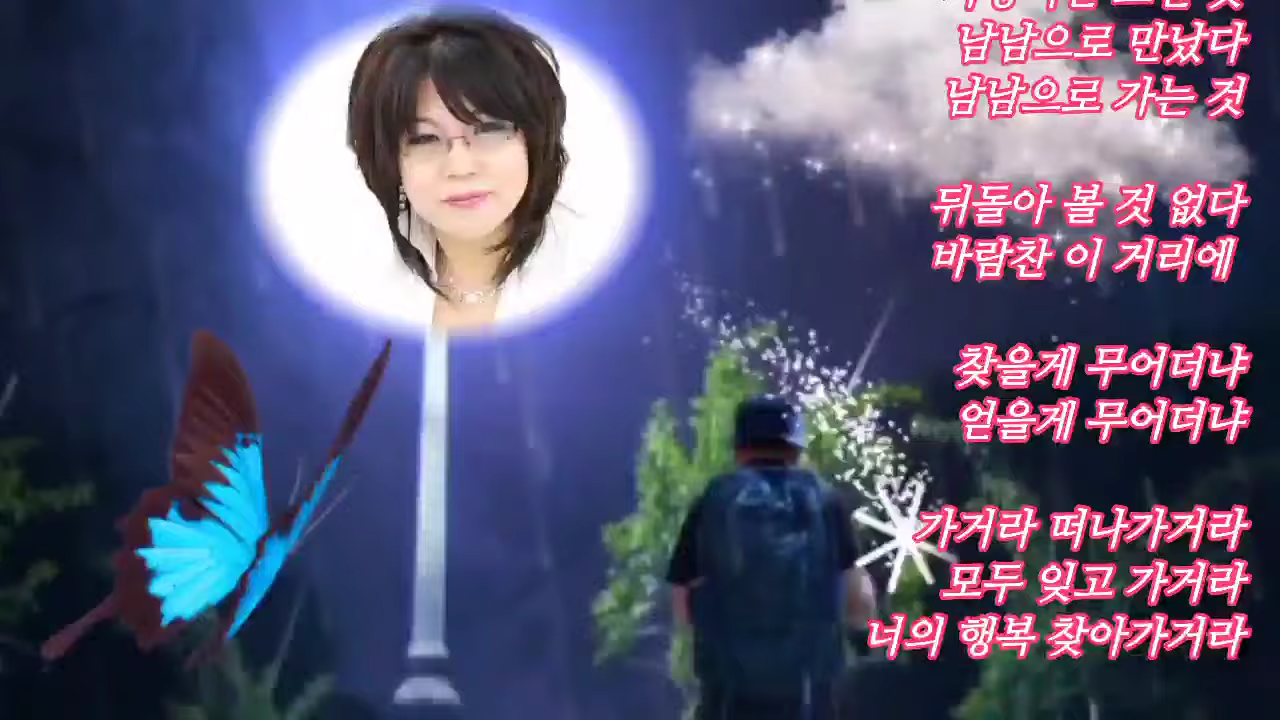 남남으로 만났다
남남으로 가는 것
뒤돌아 볼 것 없다
바람찬 이 거리에
찾을게 무어더냐
얻을게 무어더냐
가거라 떠나가거라
모두 잊고 가거라
너의 행복 찾아가거라